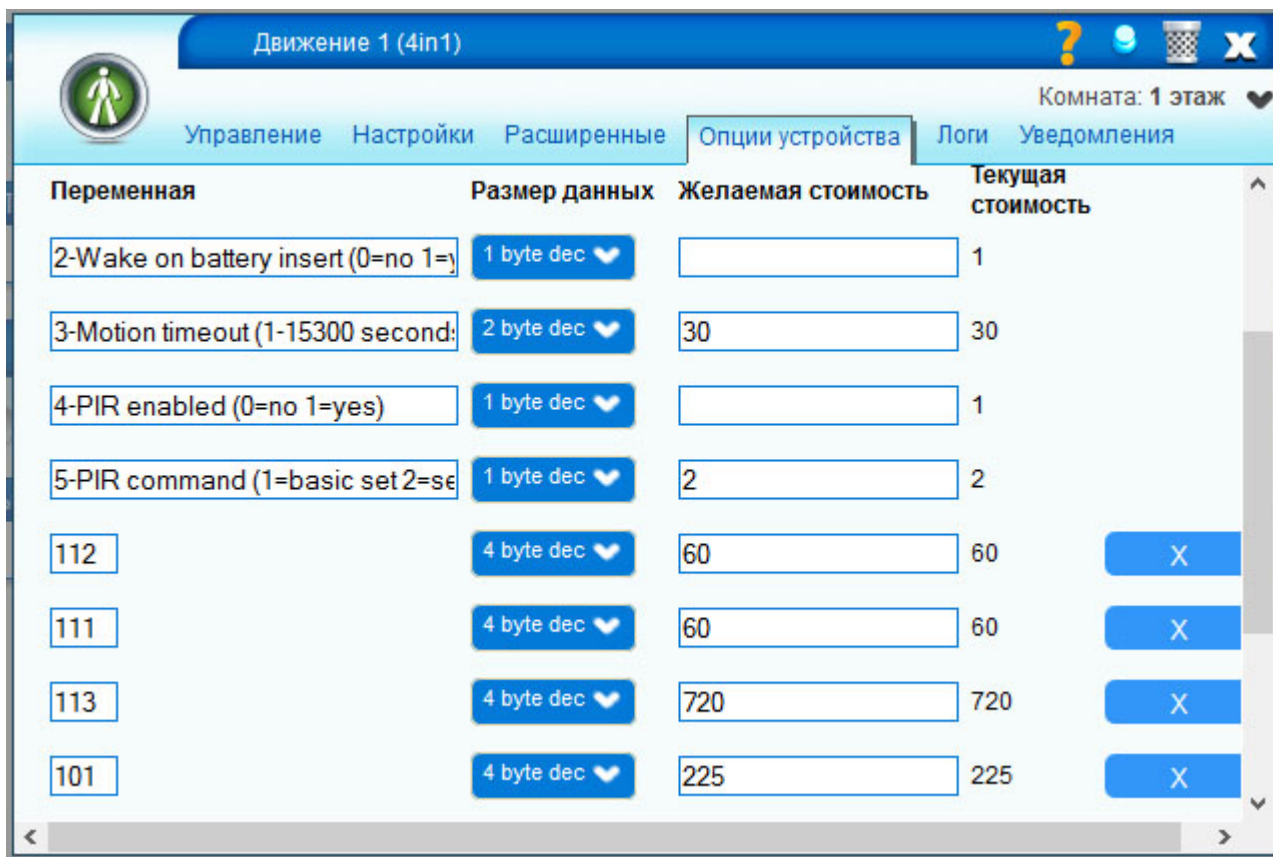 Движение 1 (4in1)
Комната: 1 этаж
Управление Настройки Расширенные Опции устройства Логи Уведомления
Переменная Размер данных Желаемая стоимость Текущая стоимость
2-Wake on battery insert (0=no 1=y 1 byte dec 1
3-Motion timeout (1-15300 second: 2 byte dec 30 30
4-PIR enabled (0=no 1=yes) 1 byte dec 1
5-PIR command (1=basic set 2=se 1 byte dec 2 2
112 4 byte dec 60 60 X
111 4 byte dec 60 60 X
113 4 byte dec 720 720 X
101 4 byte dec 225 225 X